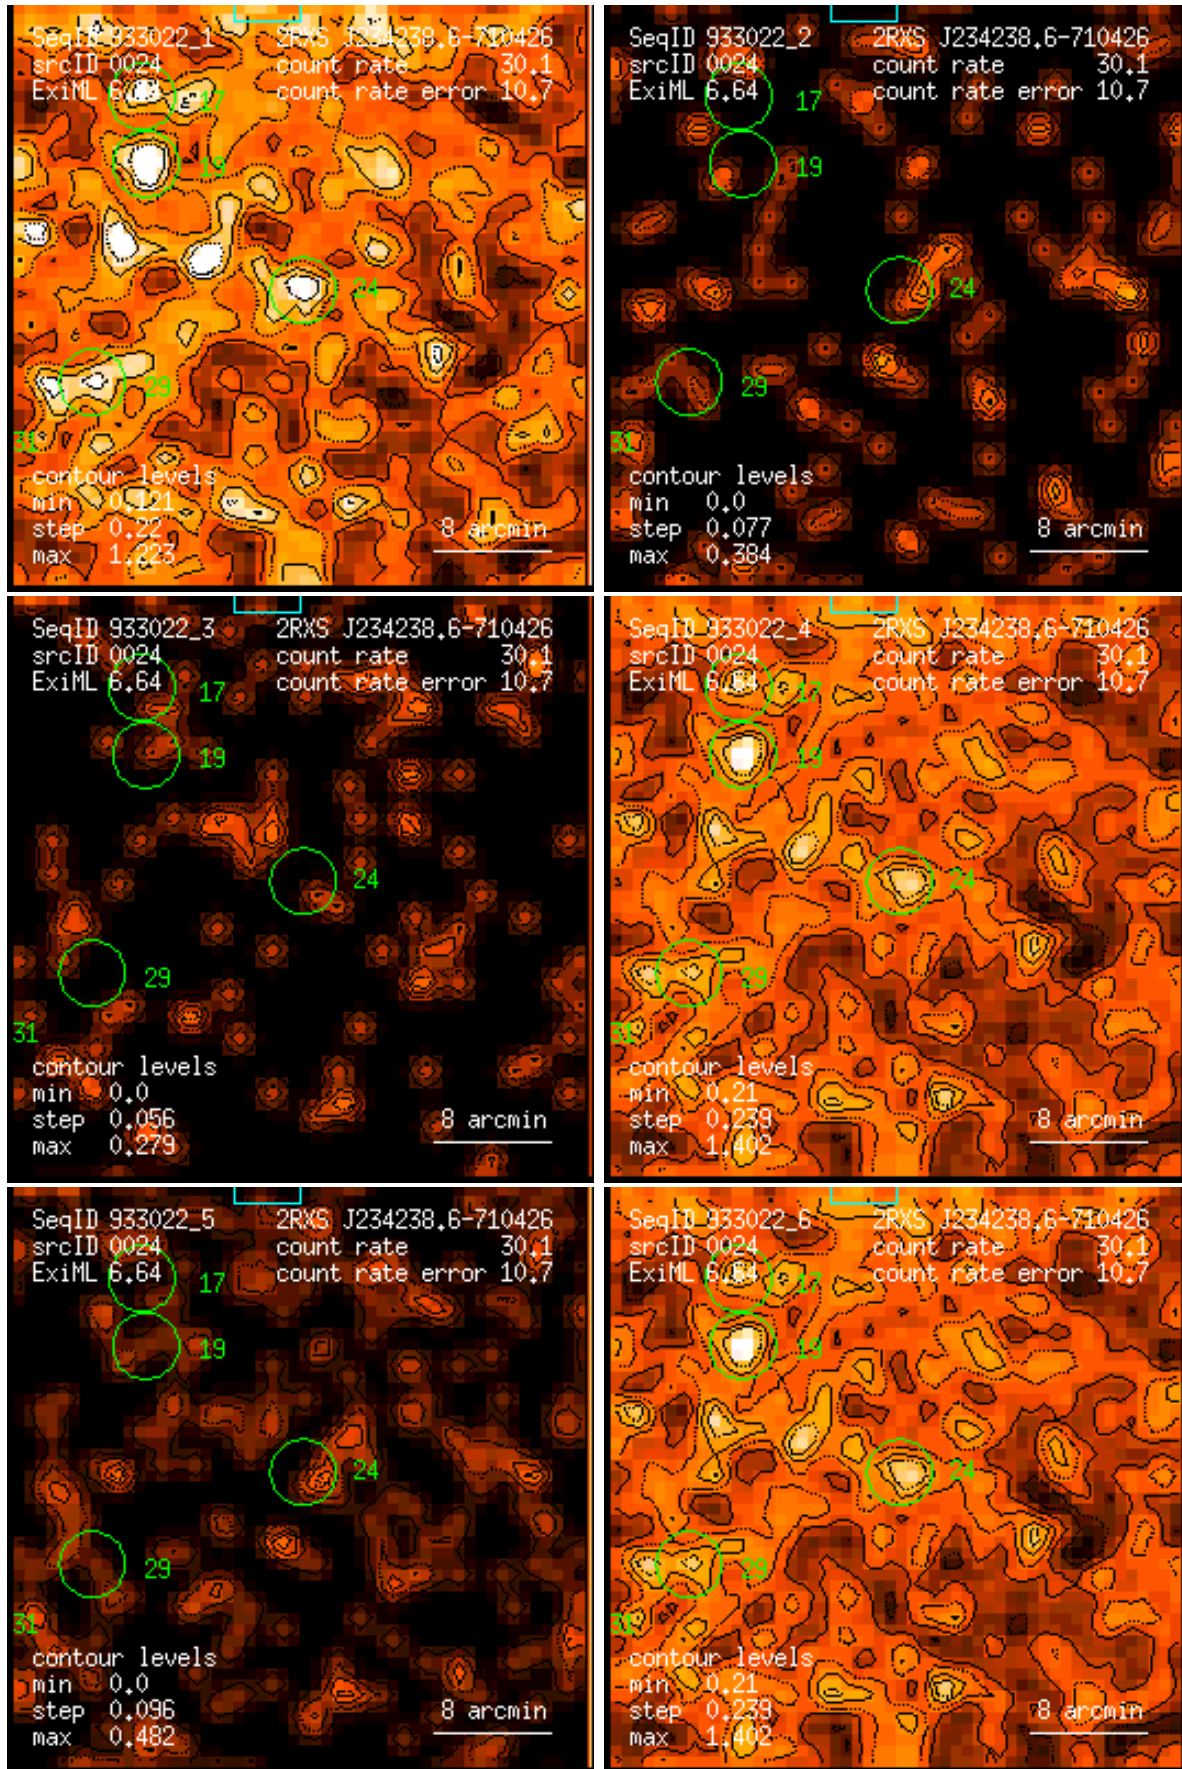 SeqID 933022_1 2RXS J234238.6-710426
srcID 0024 count rate 30.1
ExiML 6.64 count rate error 10.7
17
19
24
29
31
contour levels
min 0.121
step 0.22
max 1.223
8 arcmin
SeqID 933022_2 2RXS J234238.6-710426
srcID 0024 count rate 30.1
ExiML 6.64 count rate error 10.7
17
19
24
29
31
contour levels
min 0.0
step 0.077
max 0.384
8 arcmin
SeqID 933022_3 2RXS J234238.6-710426
srcID 0024 count rate 30.1
ExiML 6.64 count rate error 10.7
17
19
24
29
31
contour levels
min 0.0
step 0.056
max 0.279
8 arcmin
SeqID 933022_4 2RXS J234238.6-710426
srcID 0024 count rate 30.1
ExiML 6.64 count rate error 10.7
17
19
24
29
31
contour levels
min 0.21
step 0.239
max 1.402
8 arcmin
SeqID 933022_5 2RXS J234238.6-710426
srcID 0024 count rate 30.1
ExiML 6.64 count rate error 10.7
17
19
24
29
31
contour levels
min 0.0
step 0.096
max 0.482
8 arcmin
SeqID 933022_6 2RXS J234238.6-710426
srcID 0024 count rate 30.1
ExiML 6.64 count rate error 10.7
17
19
24
29
31
contour levels
min 0.21
step 0.239
max 1.402
8 arcmin